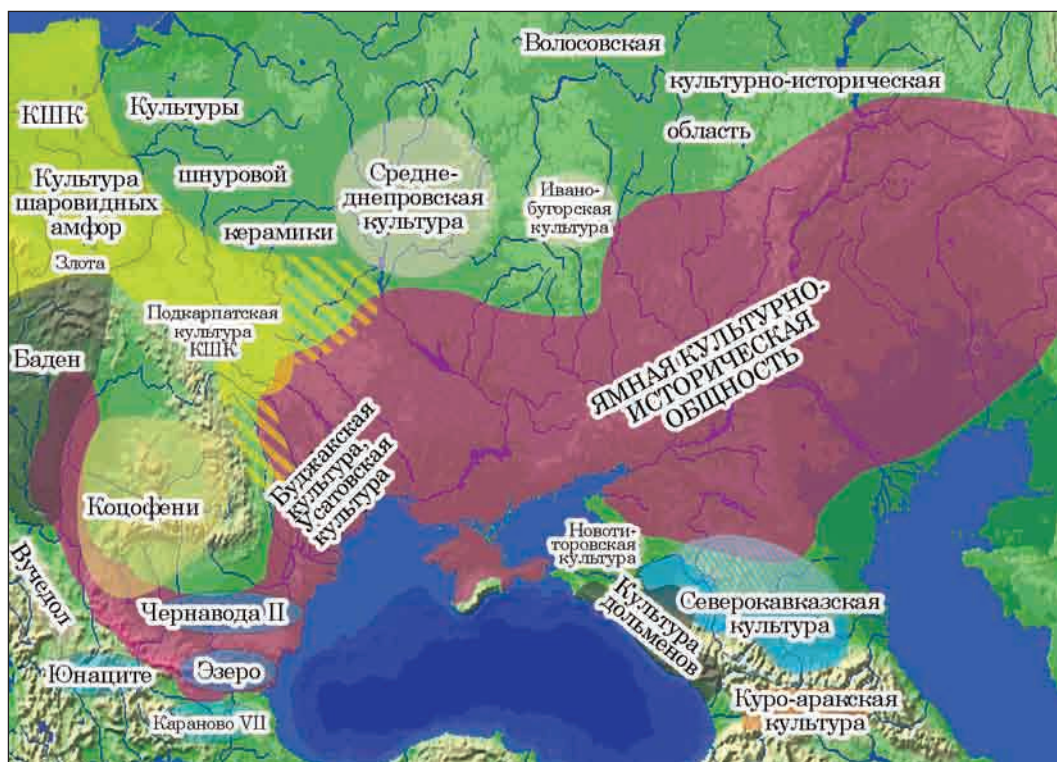 Волосовская
культурно-историческая
область
КШК
Культуры
шнуровой
керамики
Культура
шаровидных
амфор
Средне-
днепровская
культура
Ивано-
бугорская
культура
Злота
Подкарпатская
культура
КШК
Баден
ЯМНАЯ КУЛЬТУРНО-
ИСТОРИЧЕСКАЯ
ОБЩНОСТЬ
Буджакская
культура,
Усатовская
культура
Коцофени
Новоти-
торовская
культура
Вучедол
Чернавода II
Культура
дольменов
Северокавказская
культура
Юнаците
Эзеро
Караново VII
Куро-аракская
культура